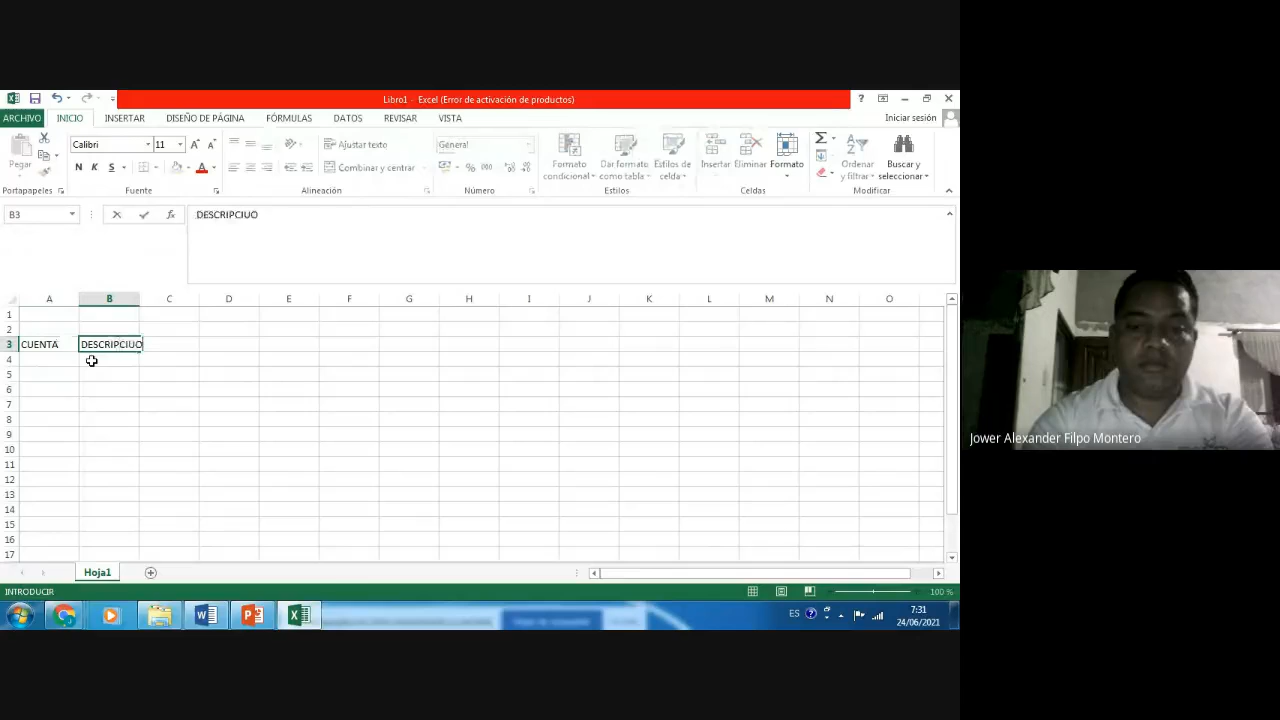 Libro1 - Excel (Error de activación de productos)
ARCHIVO INICIO INSERTAR DISEÑO DE PÁGINA FÓRMULAS DATOS REVISAR VISTA Iniciar sesión
Pegar
Calibri 11
N K S
Ajustar texto
Combinar y centrar
General
% 000
Formato condicional
Dar formato como tabla
Estilos de celda
Insertar Eliminar Formato
Ordenar y filtrar
Buscar y seleccionar
Portapapeles Fuente Alineación Número Estilos Celdas Modificar
B3 fx DESCRIPCIUO
A B C D E F G H I J K L M N O
1
2
3 CUENTA DESCRIPCIUO
4
5
6
7
8
9
10
11
12
13
14
15
16
17
Hoja1
INTRODUCIR 100 %
ES 7:31
24/06/2021
Jower Alexander Filpo Montero